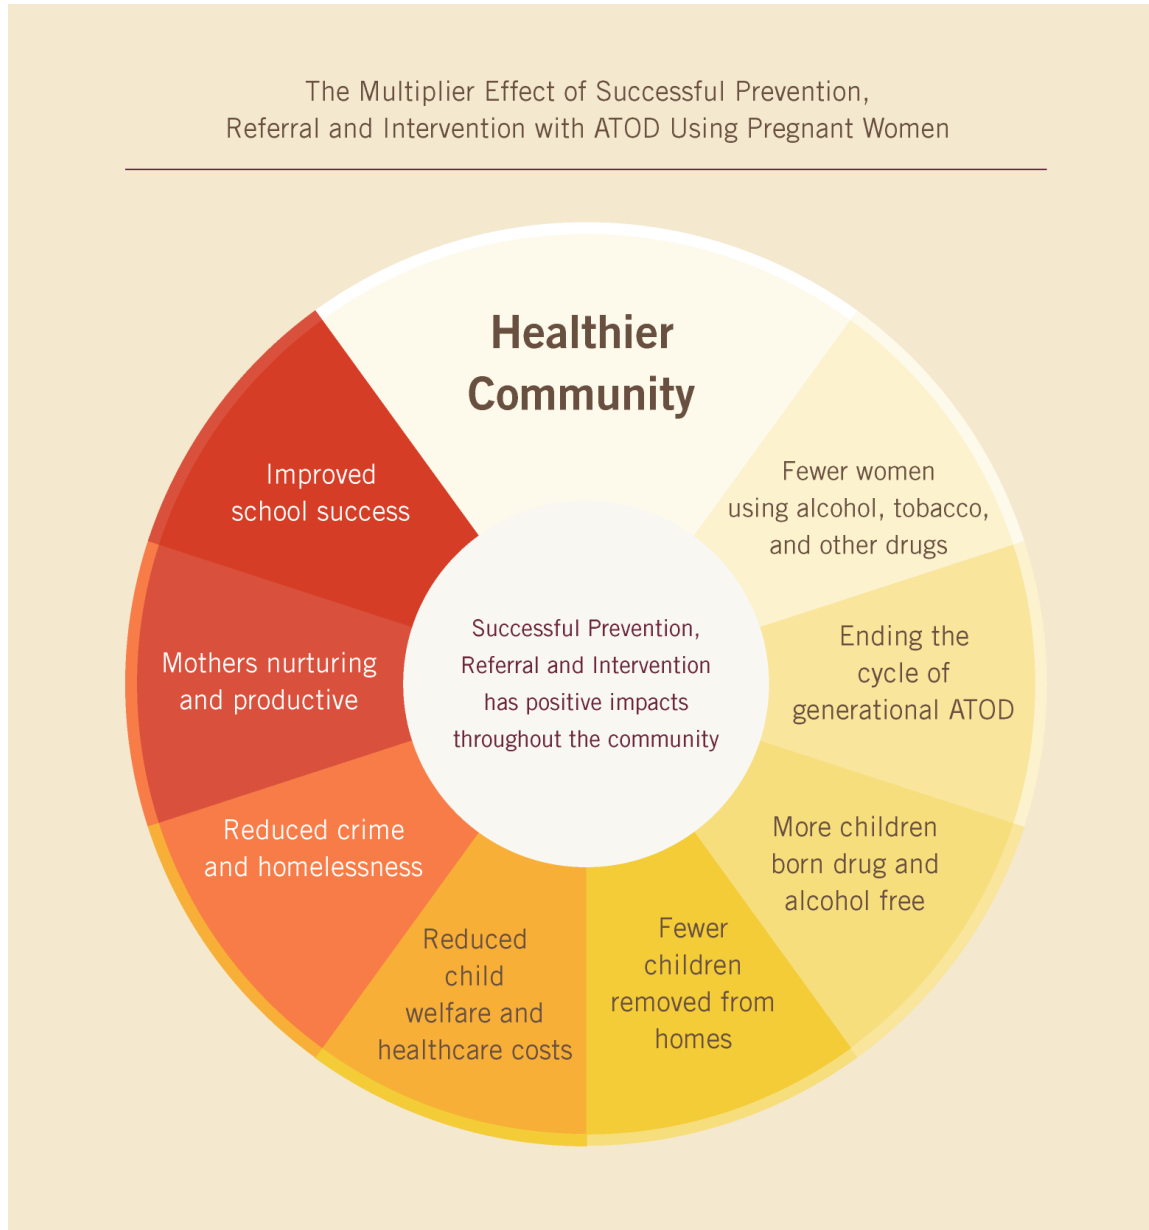 The Multiplier Effect of Successful Prevention,
Referral and Intervention with ATOD Using Pregnant Women
Healthier
Community
Fewer women
using alcohol, tobacco,
and other drugs
Ending the
cycle of
generational ATOD
More children
born drug and
alcohol free
Fewer
children
removed from
homes
Reduced
child
welfare and
healthcare costs
Reduced crime
and homelessness
Mothers nurturing
and productive
Improved
school success
Successful Prevention,
Referral and Intervention
has positive impacts
throughout the community